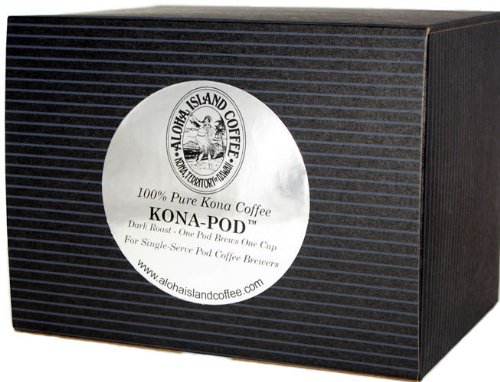 ALOHA ISLAND COFFEE
KONA, TERRITORY OF HAWAII
100% Pure Kona Coffee
KONA-POD™
Dark Roast - One Pod Brews One Cup
For Single-Serve Pod Coffee Brewers
www.alohaislandcoffee.com